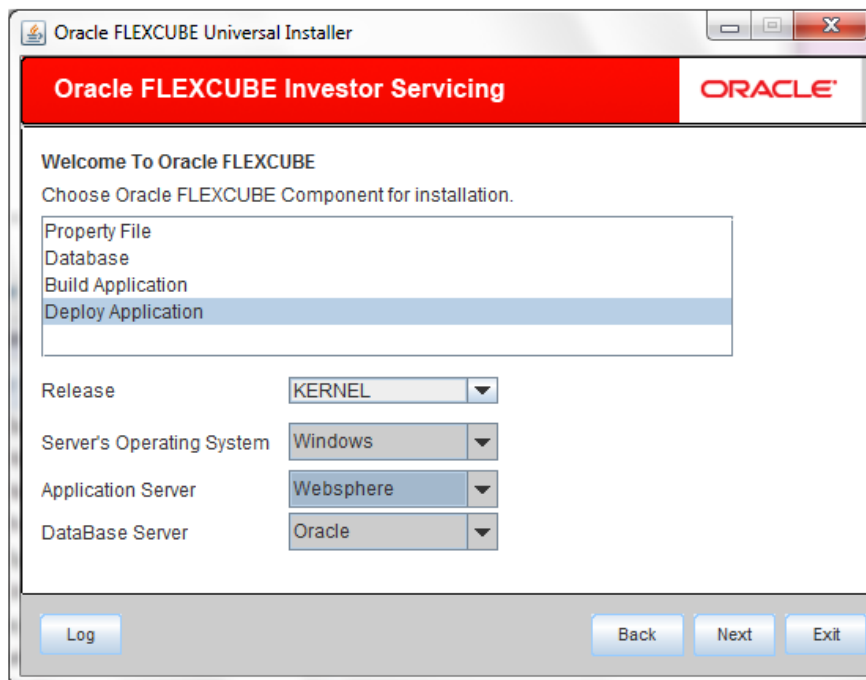 Oracle FLEXCUBE Universal Installer
Oracle FLEXCUBE Investor Servicing
ORACLE
Welcome To Oracle FLEXCUBE
Choose Oracle FLEXCUBE Component for installation.
Property File
Database
Build Application
Deploy Application
Release KERNEL
Server's Operating System Windows
Application Server Websphere
DataBase Server Oracle
Log Back Next Exit